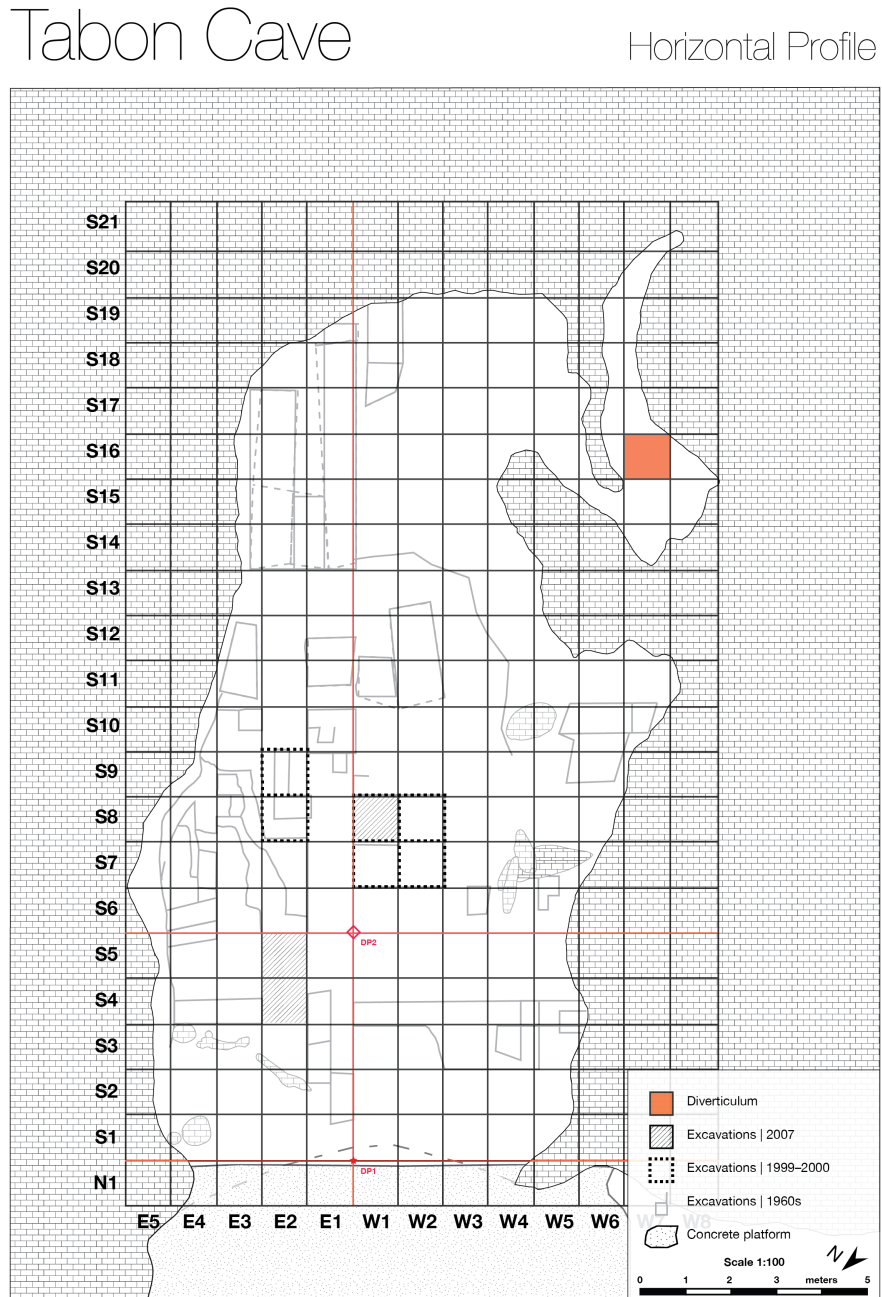 Tabon Cave
Horizontal Profile
S21
S20
S19
S18
S17
S16
S15
S14
S13
S12
S11
S10
S9
S8
S7
S6
S5
DP2
S4
S3
S2
S1
DP1
N1
E5 E4 E3 E2 E1 W1 W2 W3 W4 W5 W6 W7 W8
Diverticulum
Excavations | 2007
Excavations | 1999–2000
Excavations | 1960s
Concrete platform
Scale 1:100
N
0 1 2 3 meters 5